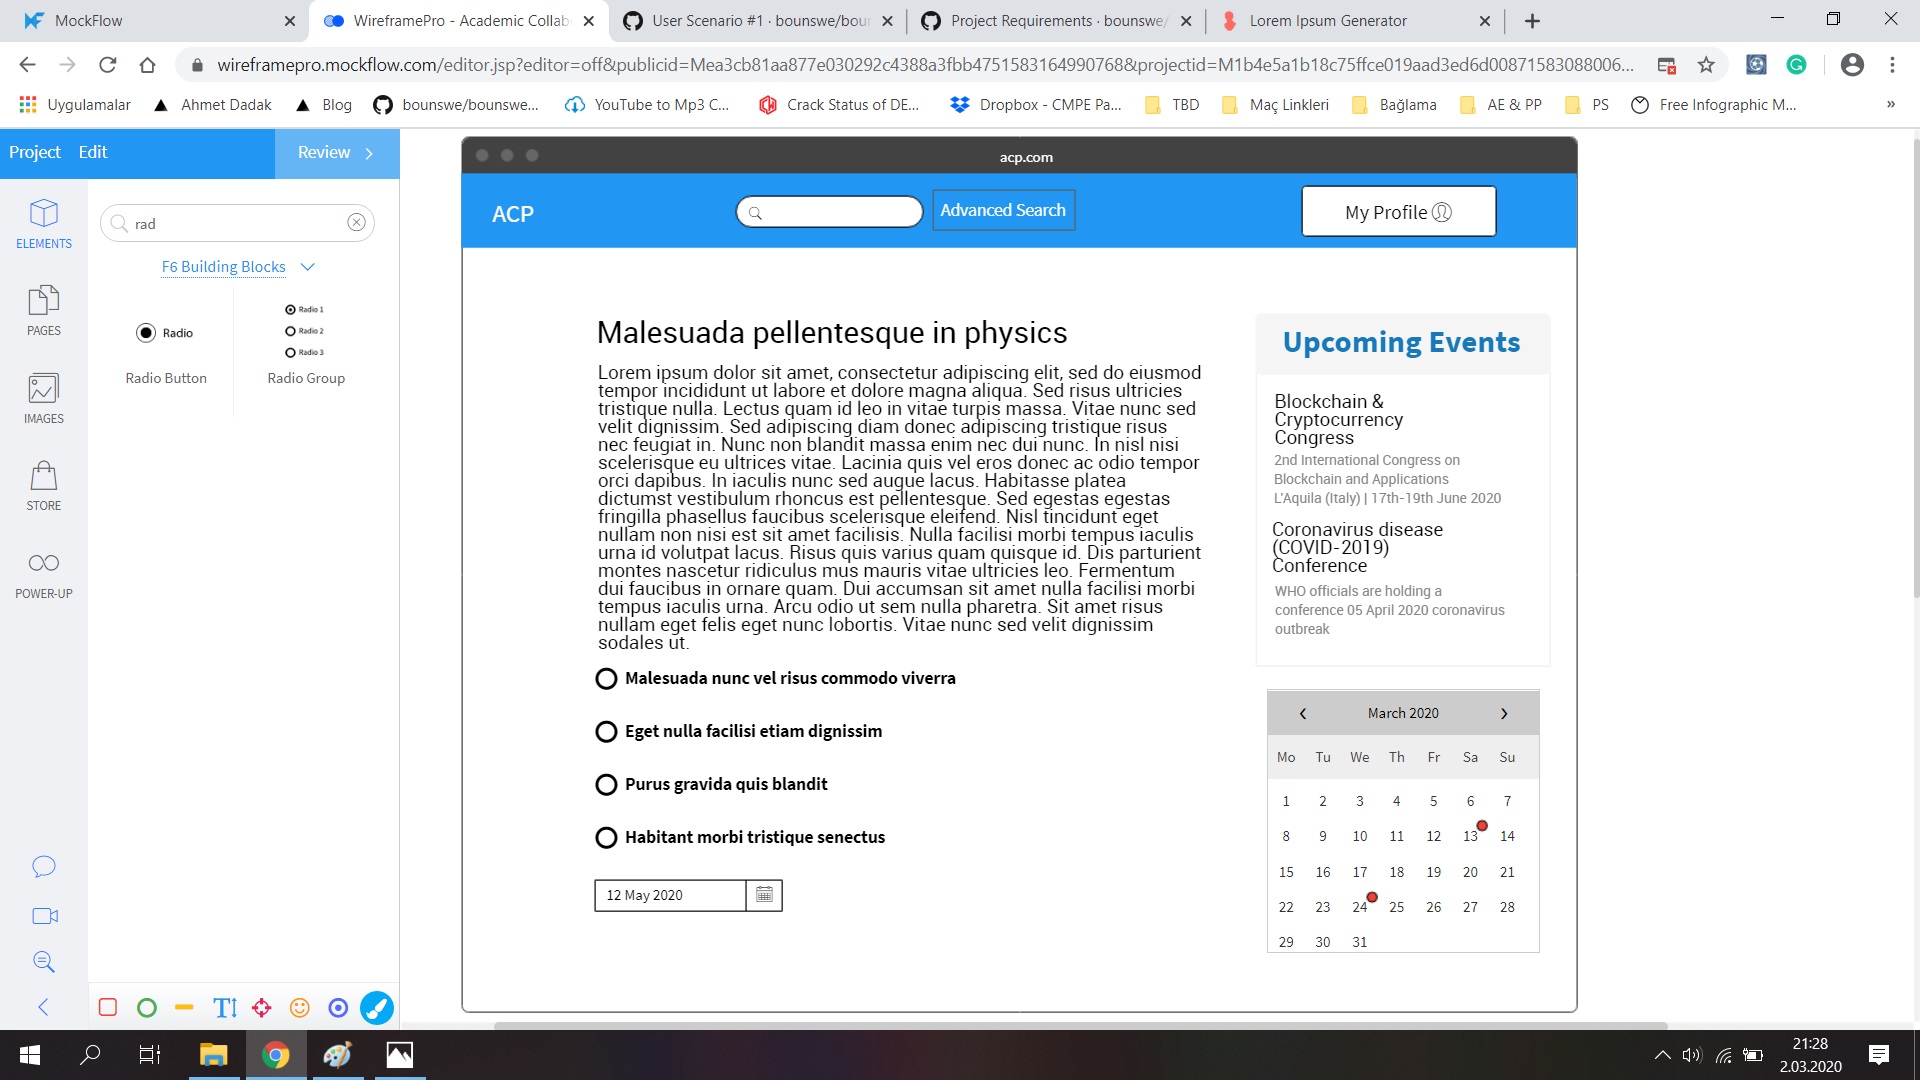 MockFlow
WireframePro - Academic Collab
User Scenario #1 · bounswe/boun
Project Requirements · bounswe/
Lorem Ipsum Generator
wireframepro.mockflow.com/editor.jsp?editor=off&publicid=Mea3cb81aa877e030292c4388a3fbb4751583164990768&projectid=M1b4e5a1b18c75ffce019aad3ed6d00871583088006...
Uygulamalar
Ahmet Dadak
Blog
bounswe/bounswe...
YouTube to Mp3 C...
Crack Status of DE...
Dropbox - CMPE Pa...
TBD
Maç Linkleri
Bağlama
AE & PP
PS
Free Infographic M...
»
Project
Edit
Review
ELEMENTS
PAGES
IMAGES
STORE
POWER-UP
rad
F6 Building Blocks
Radio
Radio 1
Radio 2
Radio 3
Radio Button
Radio Group
acp.com
ACP
Advanced Search
My Profile
Malesuada pellentesque in physics
Lorem ipsum dolor sit amet, consectetur adipiscing elit, sed do eiusmod
tempor incididunt ut labore et dolore magna aliqua. Sed risus ultricies
tristique nulla. Lectus quam id leo in vitae turpis massa. Vitae nunc sed
velit dignissim. Sed adipiscing diam donec adipiscing tristique risus
nec feugiat in. Nunc non blandit massa enim nec dui nunc. In nisl nisi
scelerisque eu ultrices vitae. Lacinia quis vel eros donec ac odio tempor
orci dapibus. In iaculis nunc sed augue lacus. Habitasse platea
dictumst vestibulum rhoncus est pellentesque. Sed egestas egestas
fringilla phasellus faucibus scelerisque eleifend. Nisl tincidunt eget
nullam non nisi est sit amet facilisis. Nulla facilisi morbi tempus iaculis
urna id volutpat lacus. Risus quis varius quam quisque id. Dis parturient
montes nascetur ridiculus mus mauris vitae ultricies leo. Fermentum
dui faucibus in ornare quam. Dui accumsan sit amet nulla facilisi morbi
tempus iaculis urna. Arcu odio ut sem nulla pharetra. Sit amet risus
nullam eget felis eget nunc lobortis. Vitae nunc sed velit dignissim
sodales ut.
Malesuada nunc vel risus commodo viverra
Eget nulla facilisi etiam dignissim
Purus gravida quis blandit
Habitant morbi tristique senectus
12 May 2020
Upcoming Events
Blockchain &
Cryptocurrency
Congress
2nd International Congress on
Blockchain and Applications
L'Aquila (Italy) | 17th-19th June 2020
Coronavirus disease
(COVID-2019)
Conference
WHO officials are holding a
conference 05 April 2020 coronavirus
outbreak
March 2020
Mo Tu We Th Fr Sa Su
1 2 3 4 5 6 7
8 9 10 11 12 13 14
15 16 17 18 19 20 21
22 23 24 25 26 27 28
29 30 31
21:28
2.03.2020